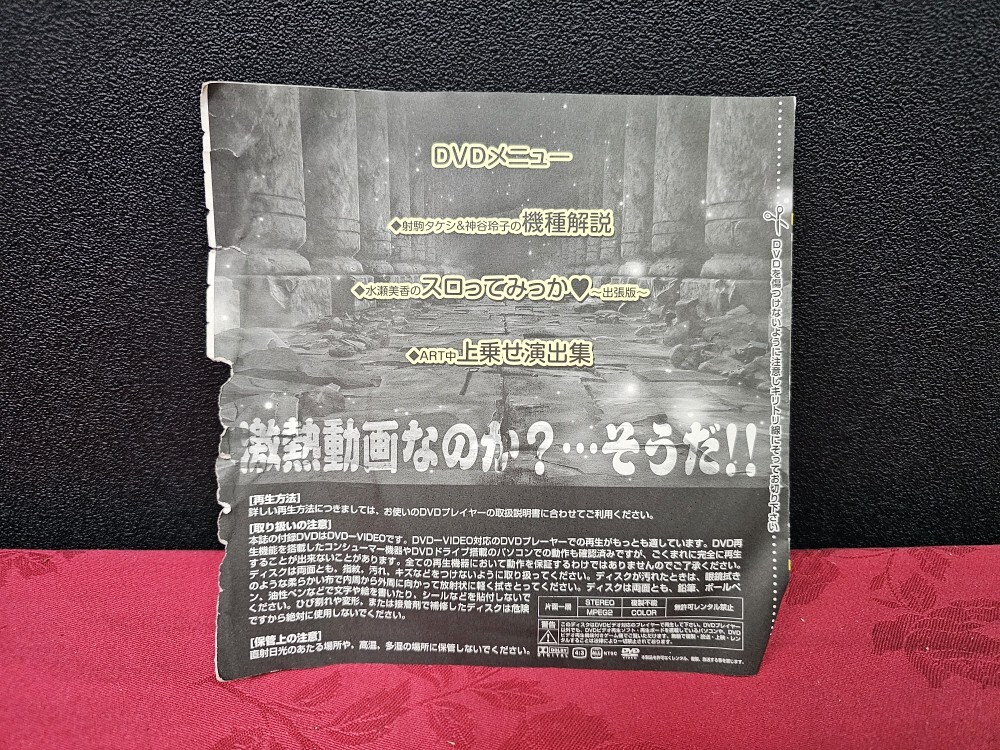 DVDメニュー
◆射駒タケシ&神谷玲子の機種解説
◆水瀬美香のスロってみっか♥〜出張版〜
◆ART中上乗せ演出集
激熱動画なのか?…そうだ!!
DVDを傷つけないように注意しキリトリ線にそってお切り下さい
[再生方法]
詳しい再生方法につきましては、お使いのDVDプレイヤーの取扱説明書に合わせてご利用ください。
[取り扱いの注意]
本誌の付録DVDはDVD-VIDEOです。DVD-VIDEO対応のDVDプレーヤーでの再生がもっとも適しています。DVD再
生機能を搭載したコンシューマー機器やDVDドライブ搭載のパソコンでの動作も確認済みですが、ごくまれに完全に再生
することが出来ないことがあります。全ての再生機器において動作を保証するわけではありませんのでご了承ください。
ディスクは両面とも、指紋、汚れ、キズなどをつけないように取り扱ってください。ディスクが汚れたときは、眼鏡拭き
のような柔らかい布で内周から外周に向かって放射状に軽く拭きとってください。ディスクは両面とも、鉛筆、ボールペ
ン、油性ペンなどで文字や絵を書いたり、シールなどを貼付しないで
ください。ひび割れや変形、または接着剤で補修したディスクは危険
ですから絶対に使用しないでください。
[保管上の注意]
直射日光のあたる場所や、高温、多湿の場所に保管しないでください。
片面一層 STEREO 複製不能 無許可レンタル禁止
MPEG2 COLOR
警告
DOLBY
4:3
ALL
NTSC
DVD
VIDEO